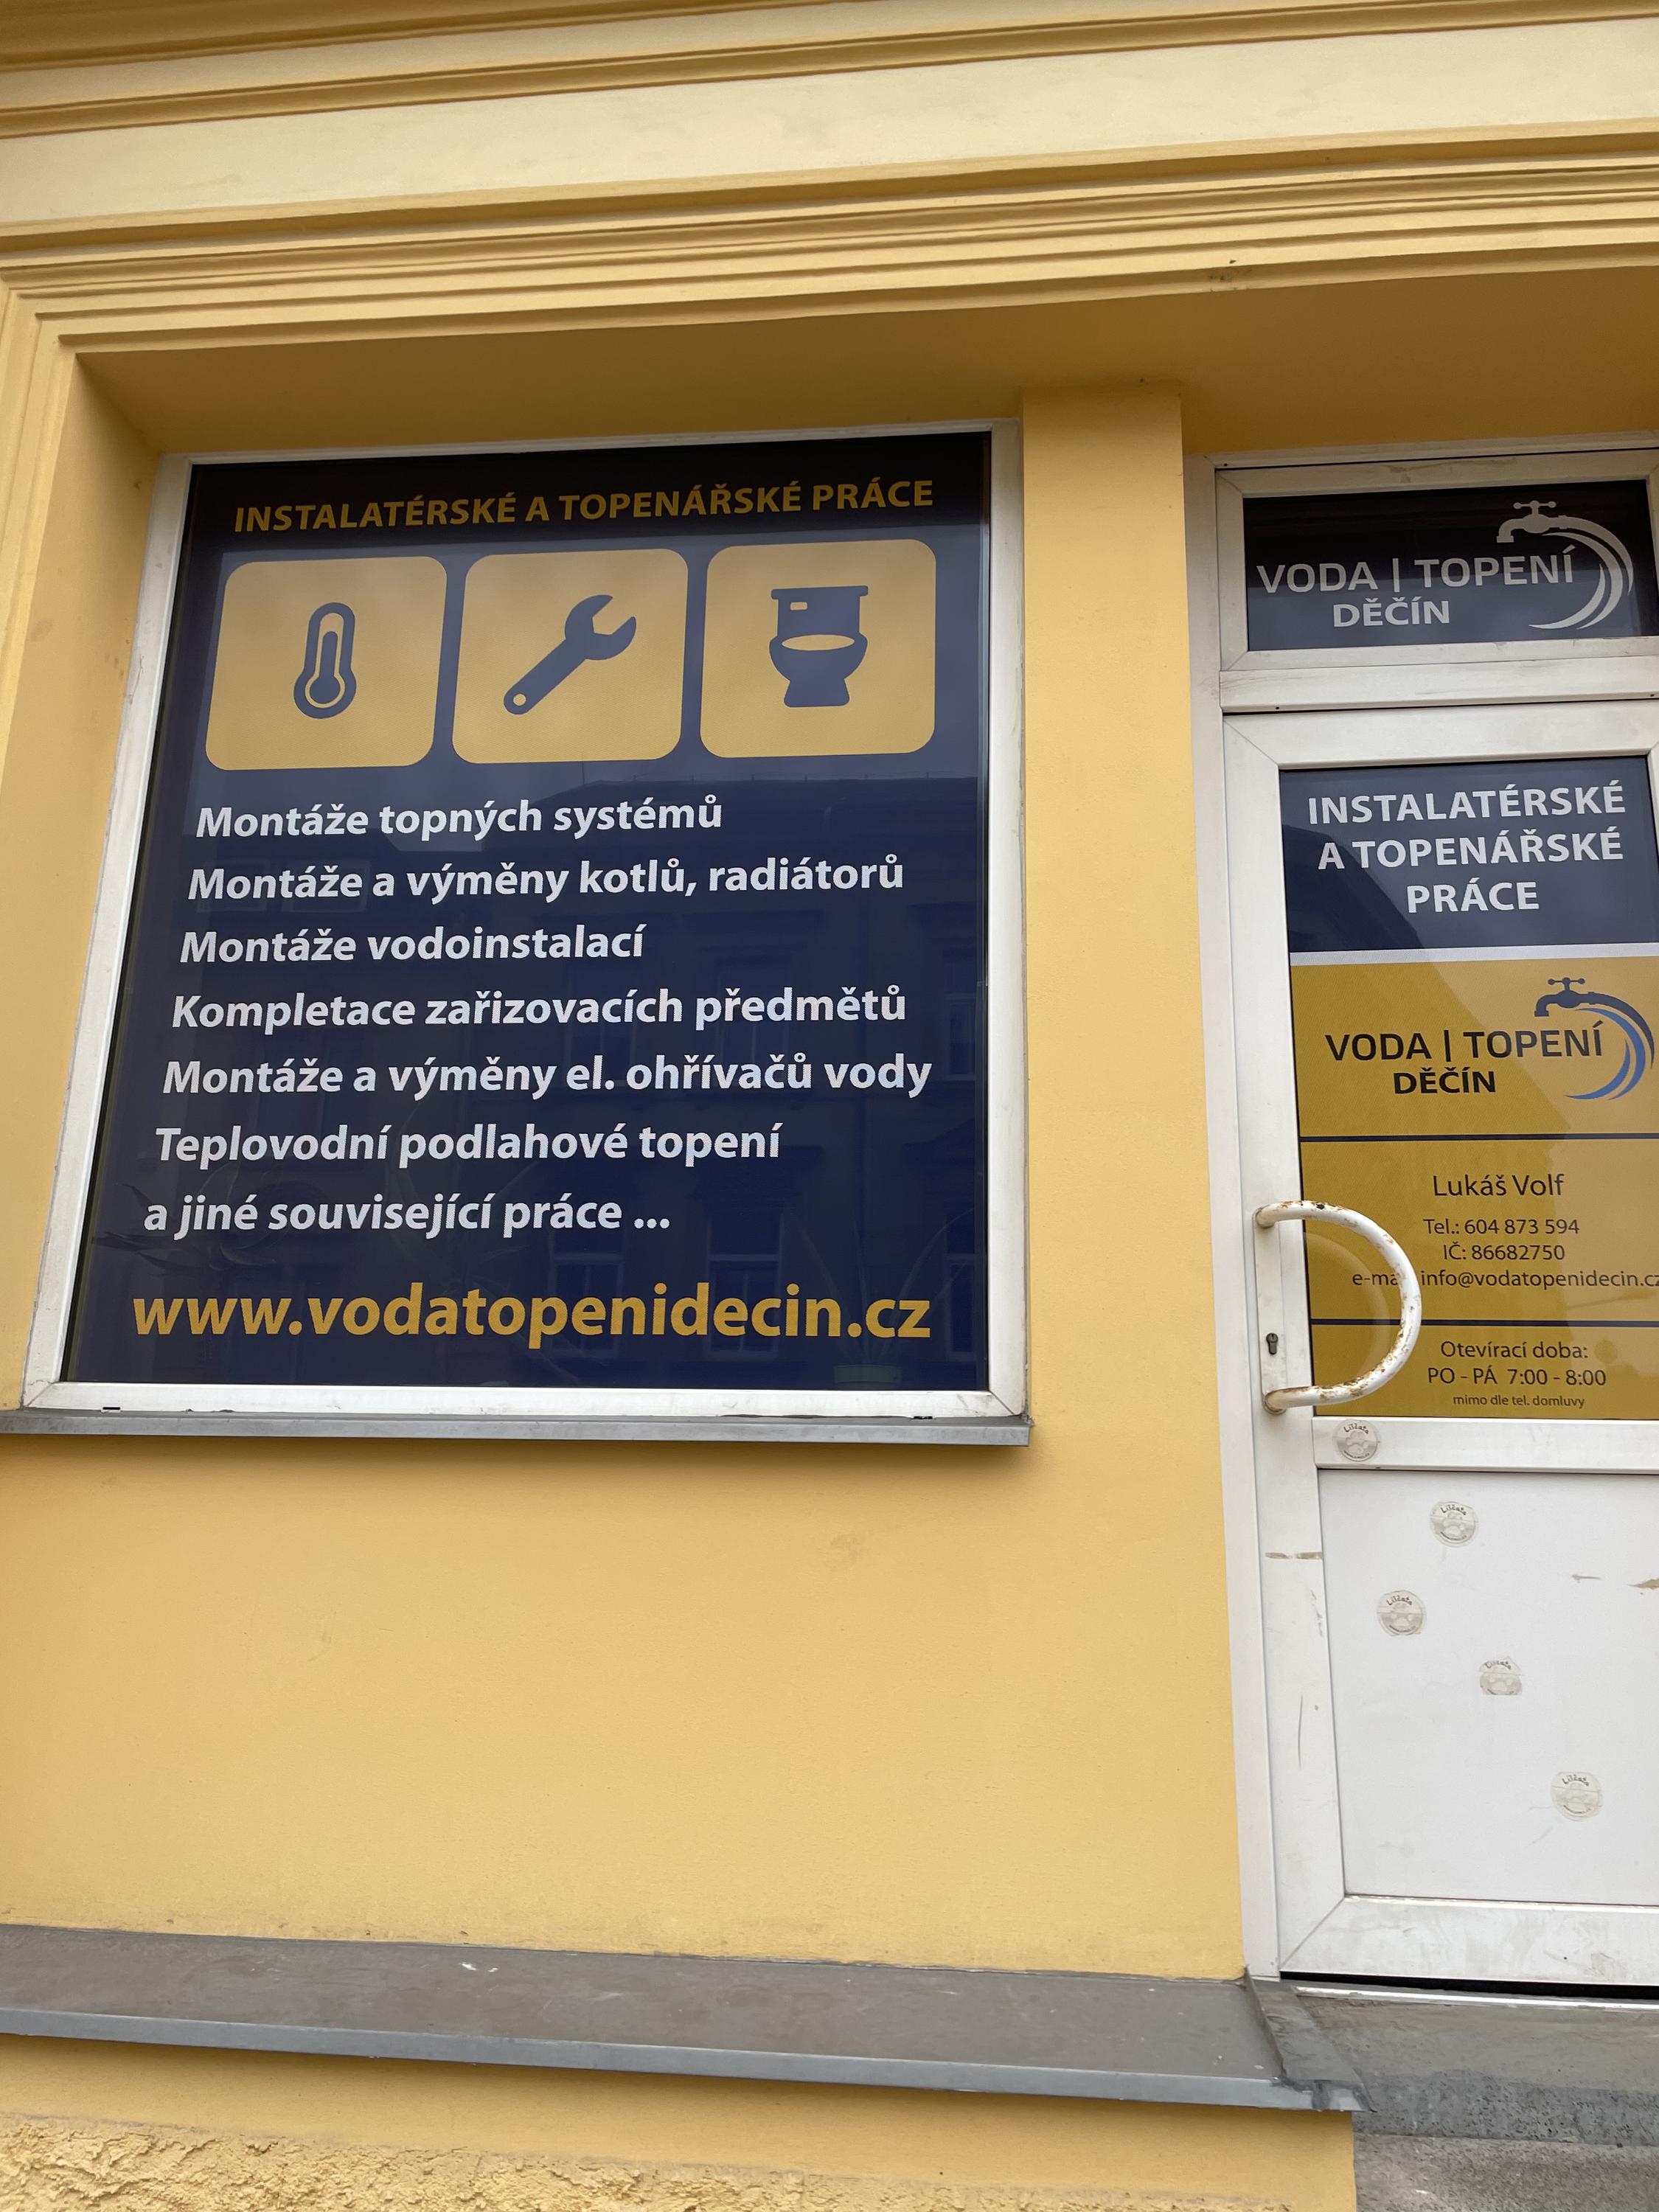 INSTALATÉRSKÉ A TOPENÁŘSKÉ PRÁCE
Montáže topných systémů
Montáže a výměny kotlů, radiátorů
Montáže vodoinstalací
Kompletace zařizovacích předmětů
Montáže a výměny el. ohřívačů vody
Teplovodní podlahové topení
a jiné související práce ...
www.vodatopenidecin.cz
VODA | TOPENÍ
DĚČÍN
INSTALATÉRSKÉ
A TOPENÁŘSKÉ
PRÁCE
VODA | TOPENÍ
DĚČÍN
Lukáš Volf
Tel.: 604 873 594
IČ: 86682750
info@vodatopenidecin.cz
Otevírací doba:
PO - PÁ 7:00 - 8:00
mimo dle tel. domluvy